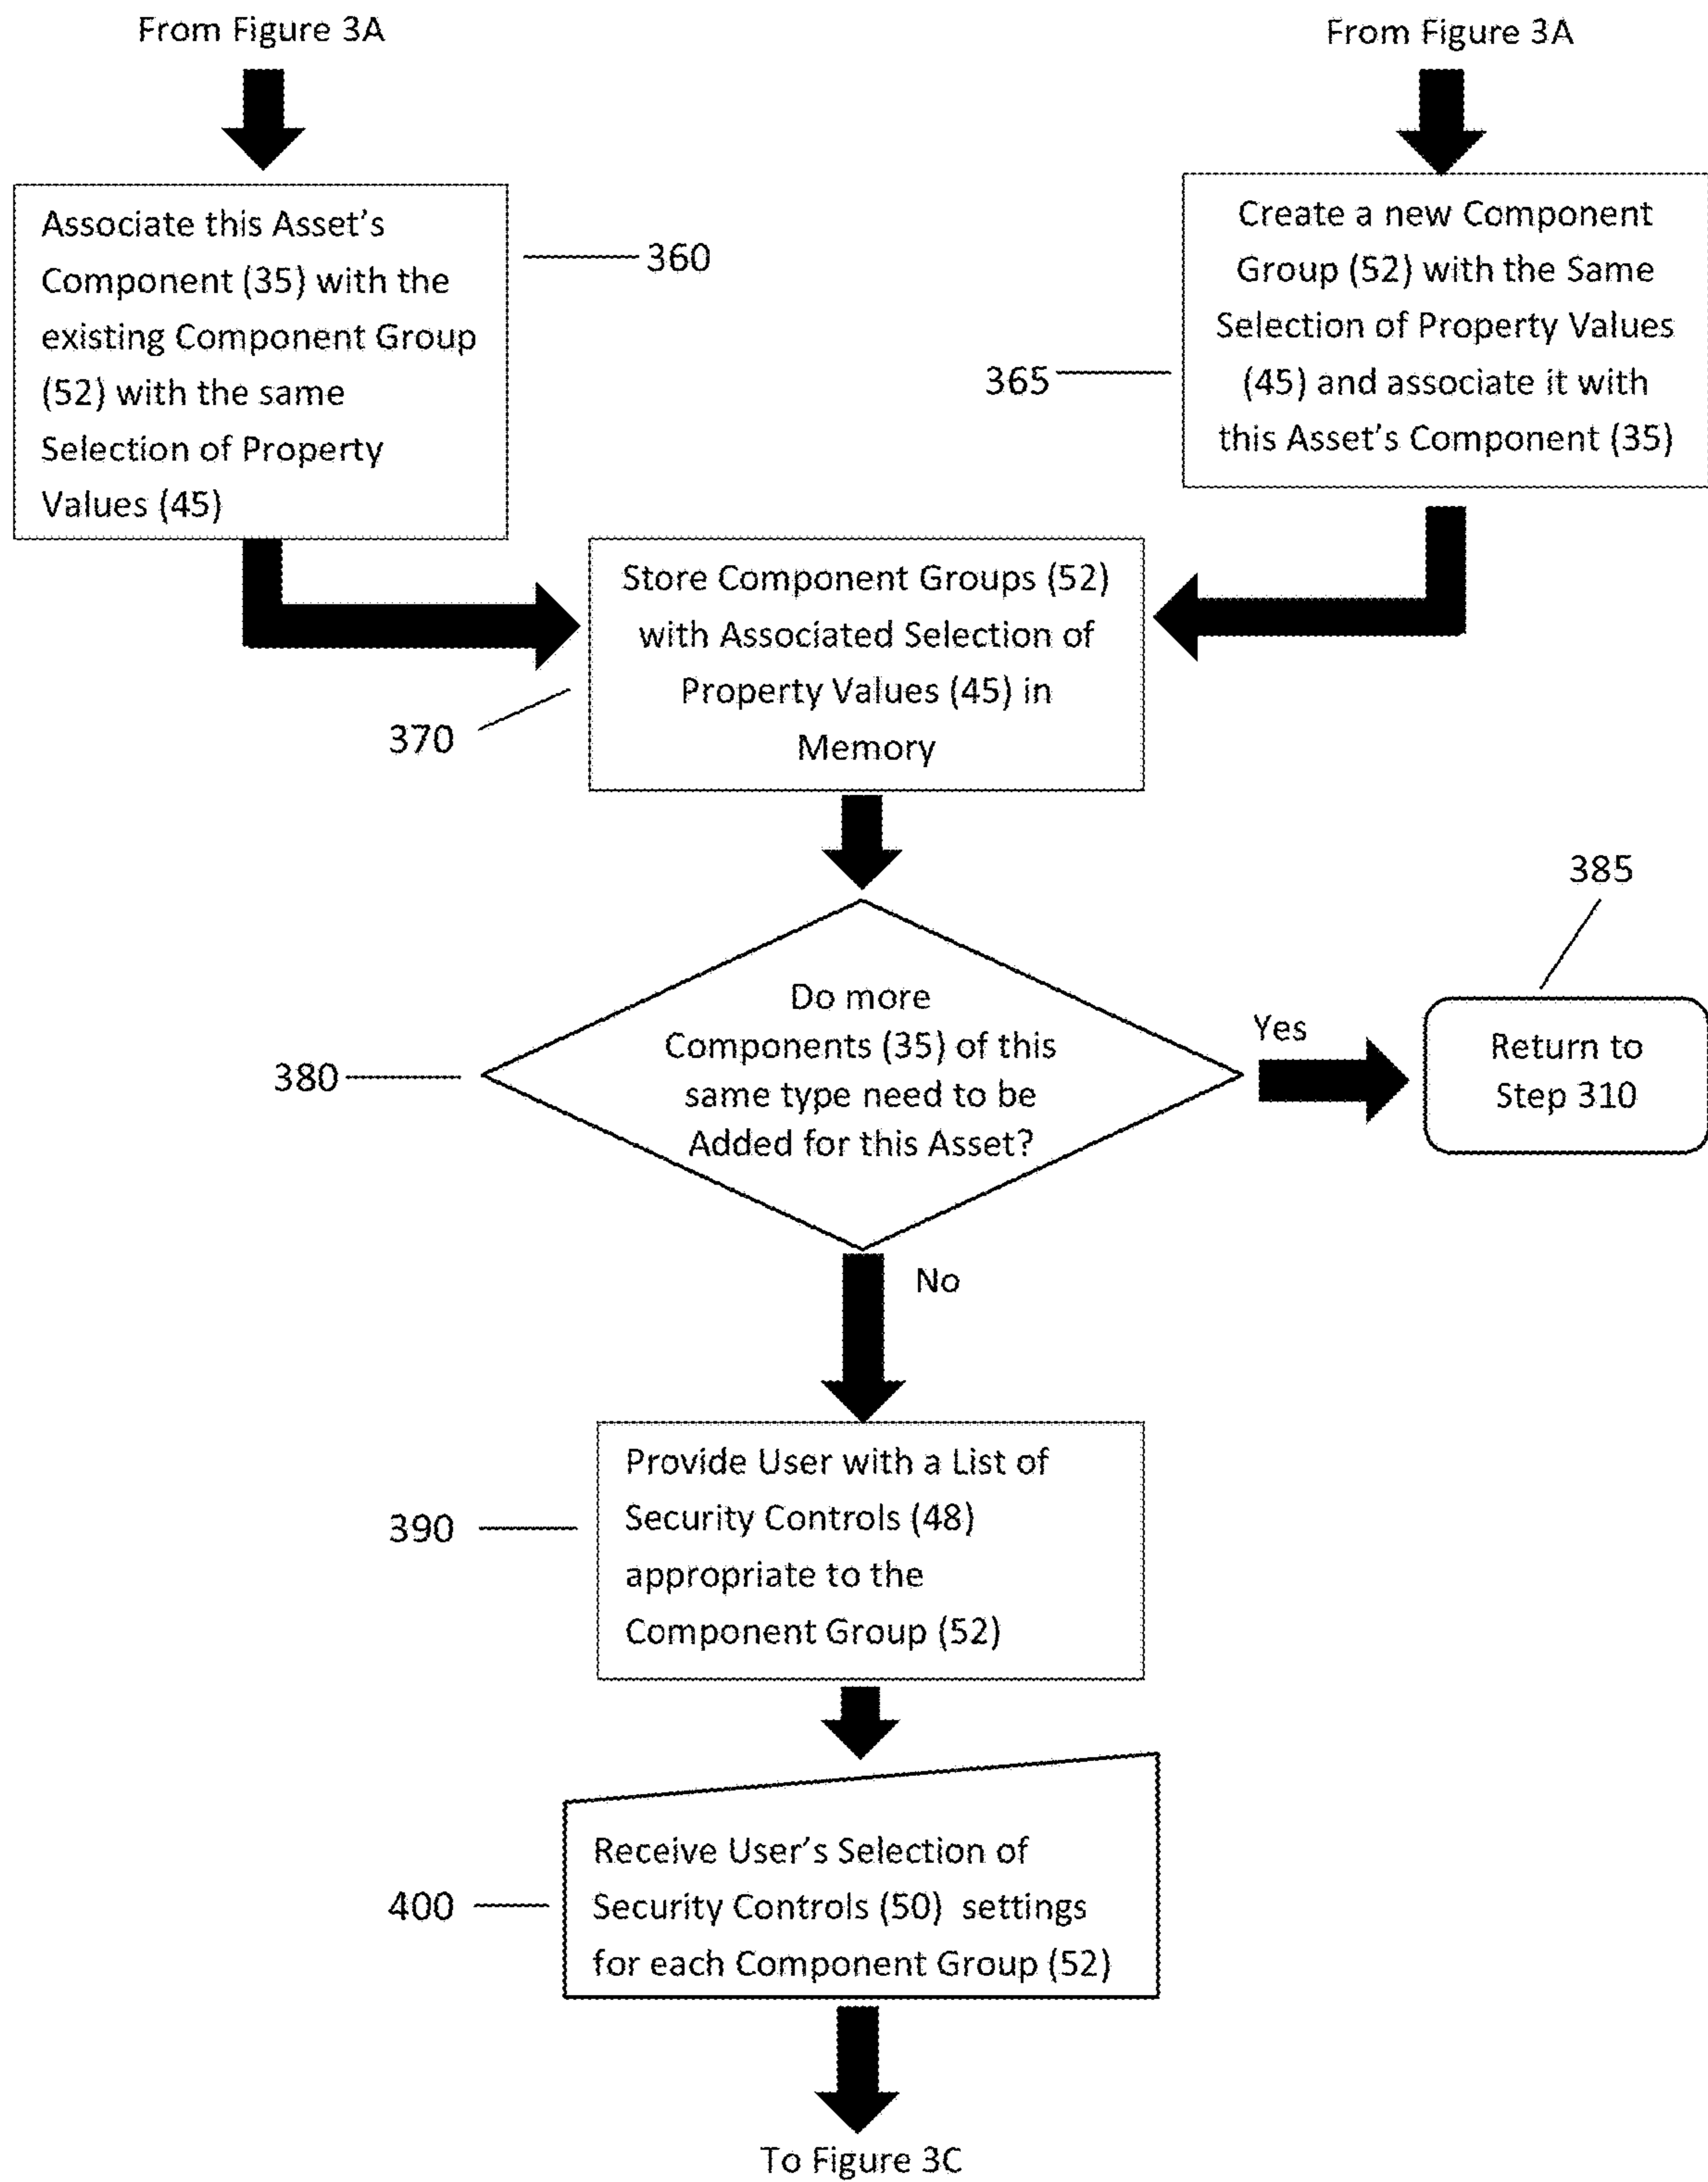 From Figure 3A
From Figure 3A
Associate this Asset's
Component (35) with the
existing Component Group
(52) with the same
Selection of Property
Values (45)
360
Create a new Component
Group (52) with the Same
Selection of Property Values
(45) and associate it with
this Asset's Component (35)
365
Store Component Groups (52)
with Associated Selection of
Property Values (45) in
Memory
370
Do more
Components (35) of this
same type need to be
Added for this Asset?
380
Yes
385
Return to
Step 310
No
Provide User with a List of
Security Controls (48)
appropriate to the
Component Group (52)
390
Receive User's Selection of
Security Controls (50) settings
for each Component Group (52)
400
To Figure 3C